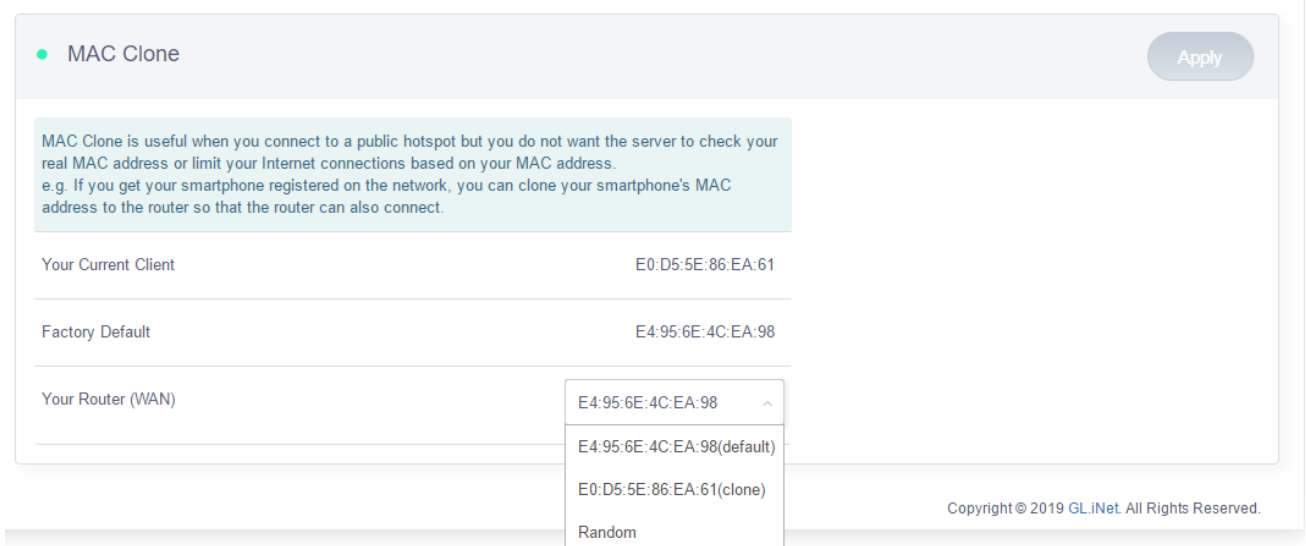 MAC Clone
Apply
MAC Clone is useful when you connect to a public hotspot but you do not want the server to check your
real MAC address or limit your Internet connections based on your MAC address.
e.g. If you get your smartphone registered on the network, you can clone your smartphone's MAC
address to the router so that the router can also connect.
Your Current Client E0:D5:5E:86:EA:61
Factory Default E4:95:6E:4C:EA:98
Your Router (WAN) E4:95:6E:4C:EA:98
E4:95:6E:4C:EA:98(default)
E0:D5:5E:86:EA:61(clone)
Random
Copyright © 2019 GL.iNet. All Rights Reserved.